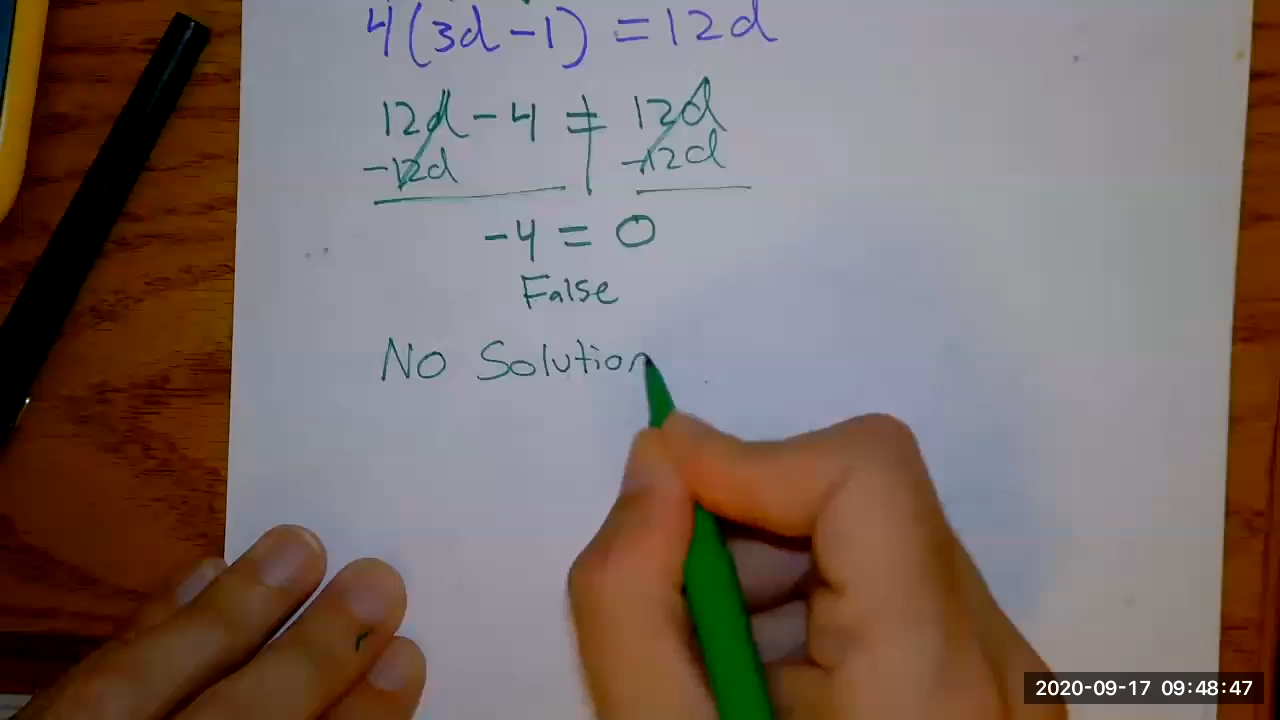 4(3d-1) = 12d
12d - 4 = 12d
-12d -12d
-4 = 0
False
No Solution
2020-09-17 09:48:47